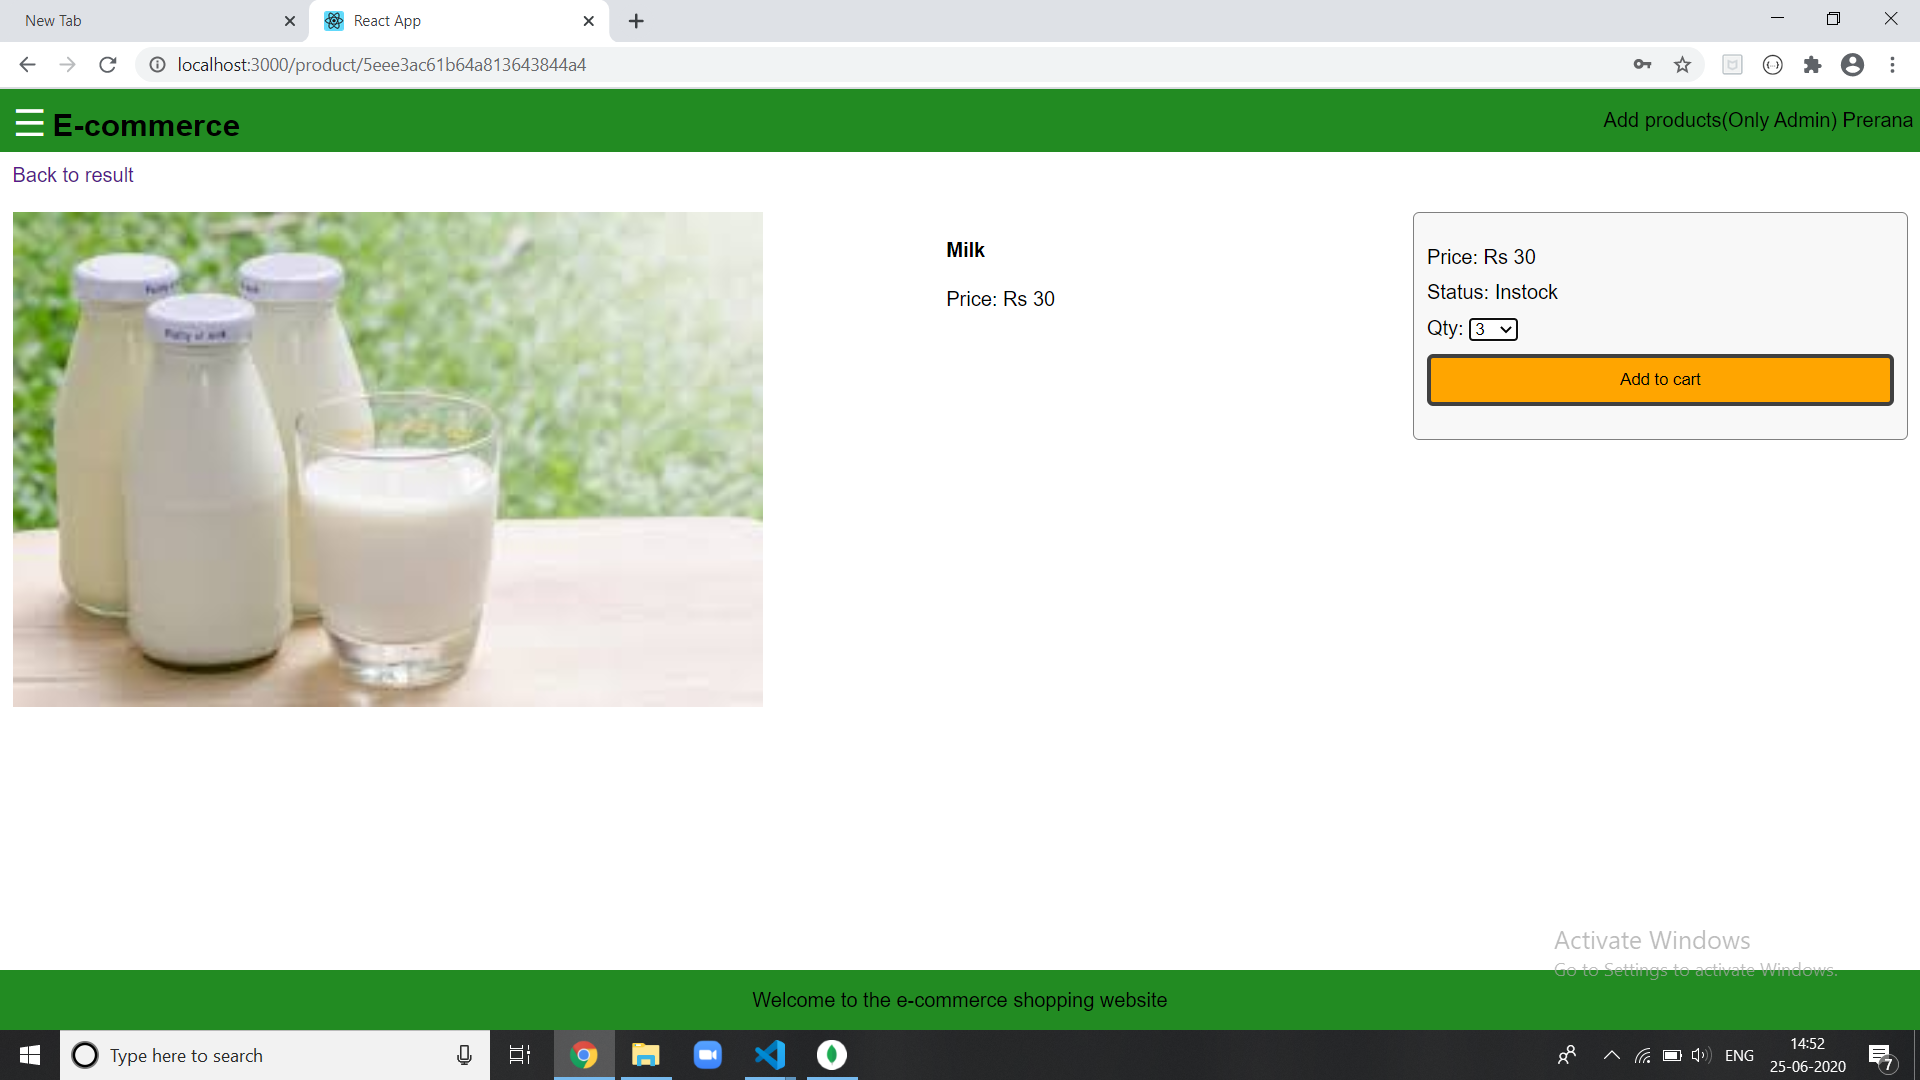 New Tab
React App
localhost:3000/product/5eee3ac61b64a813643844a4
E-commerce
Add products(Only Admin) Prerana
Back to result
Milk
Price: Rs 30
Price: Rs 30
Status: Instock
Qty: 3
Add to cart
Activate Windows
Go to Settings to activate Windows.
Welcome to the e-commerce shopping website
Type here to search
ENG
14:52
25-06-2020
7